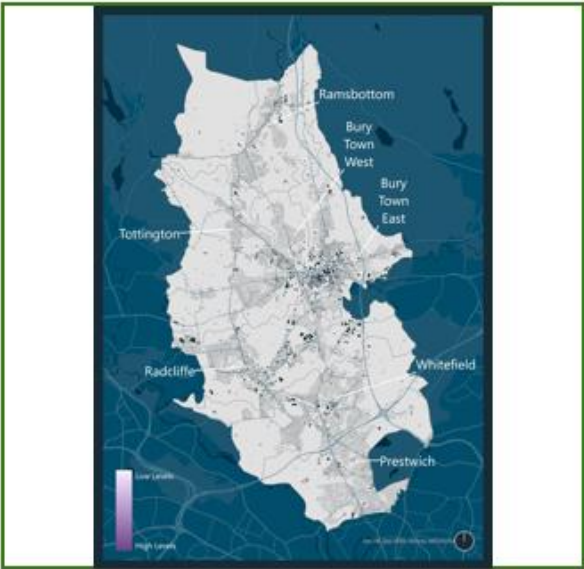 Ramsbottom
Bury
Town
West
Bury
Town
East
Tottington
Radcliffe
Whitefield
Prestwich
Low Levels
High Levels